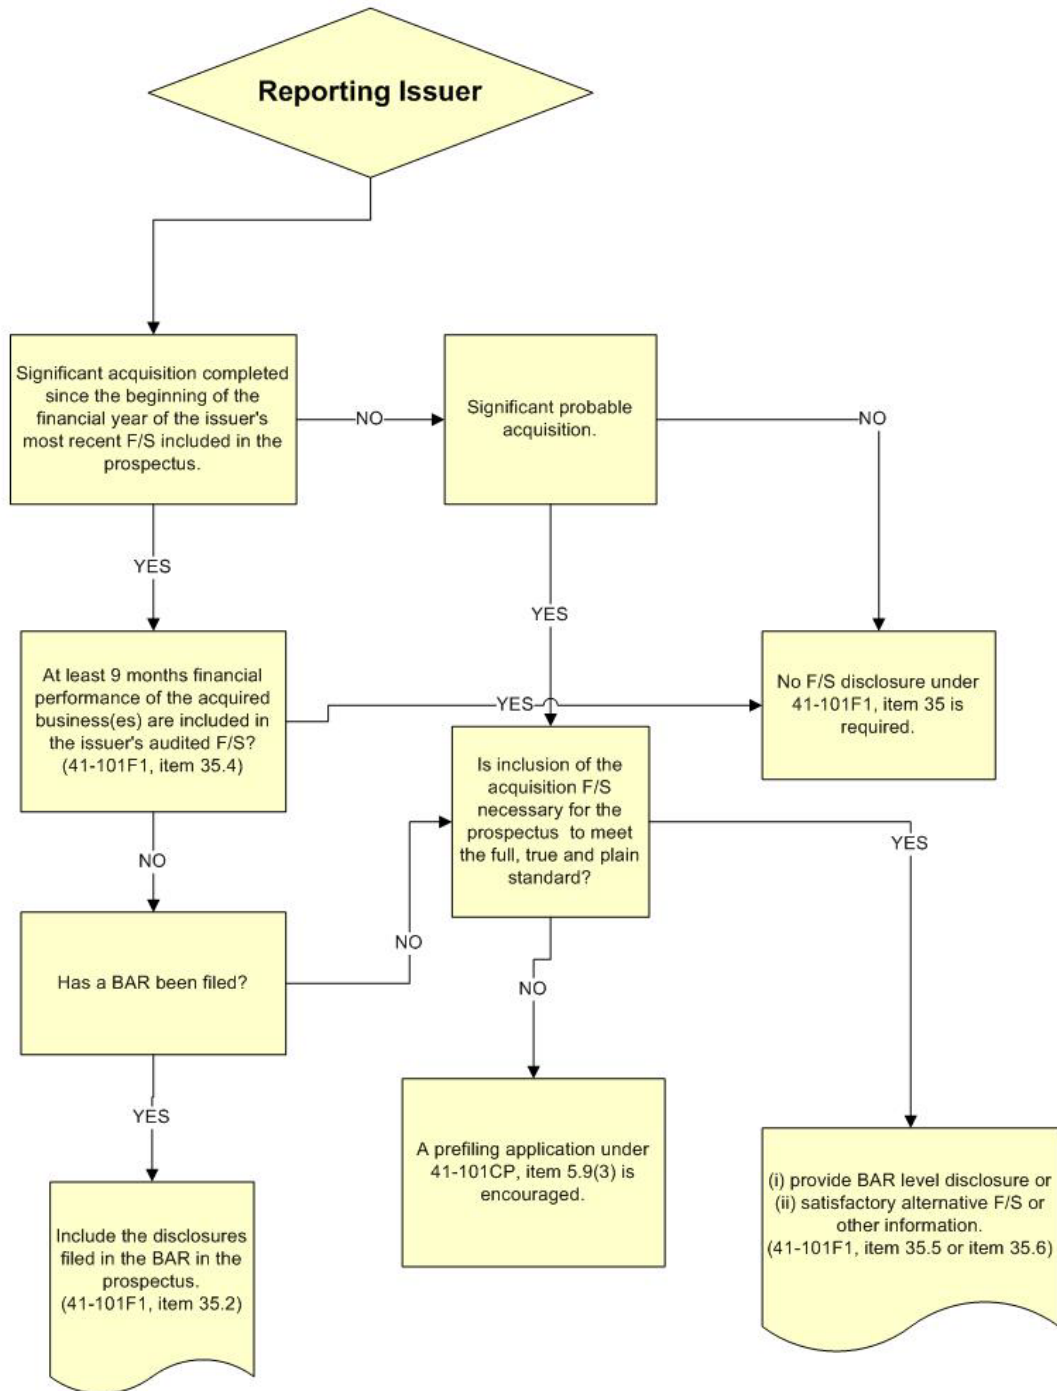 Reporting Issuer
Significant acquisition completed
since the beginning of the
financial year of the issuer's
most recent F/S included in the
prospectus.
NO
Significant probable
acquisition.
NO
YES
YES
At least 9 months financial
performance of the acquired
business(es) are included in
the issuer's audited F/S?
(41-101F1, item 35.4)
YES
No F/S disclosure under
41-101F1, item 35 is
required.
Is inclusion of the
acquisition F/S
necessary for the
prospectus to meet
the full, true and plain
standard?
YES
NO
NO
Has a BAR been filed?
NO
YES
A prefiling application under
41-101CP, item 5.9(3) is
encouraged.
(i) provide BAR level disclosure or
(ii) satisfactory alternative F/S or
other information.
(41-101F1, item 35.5 or item 35.6)
Include the disclosures
filed in the BAR in the
prospectus.
(41-101F1, item 35.2)